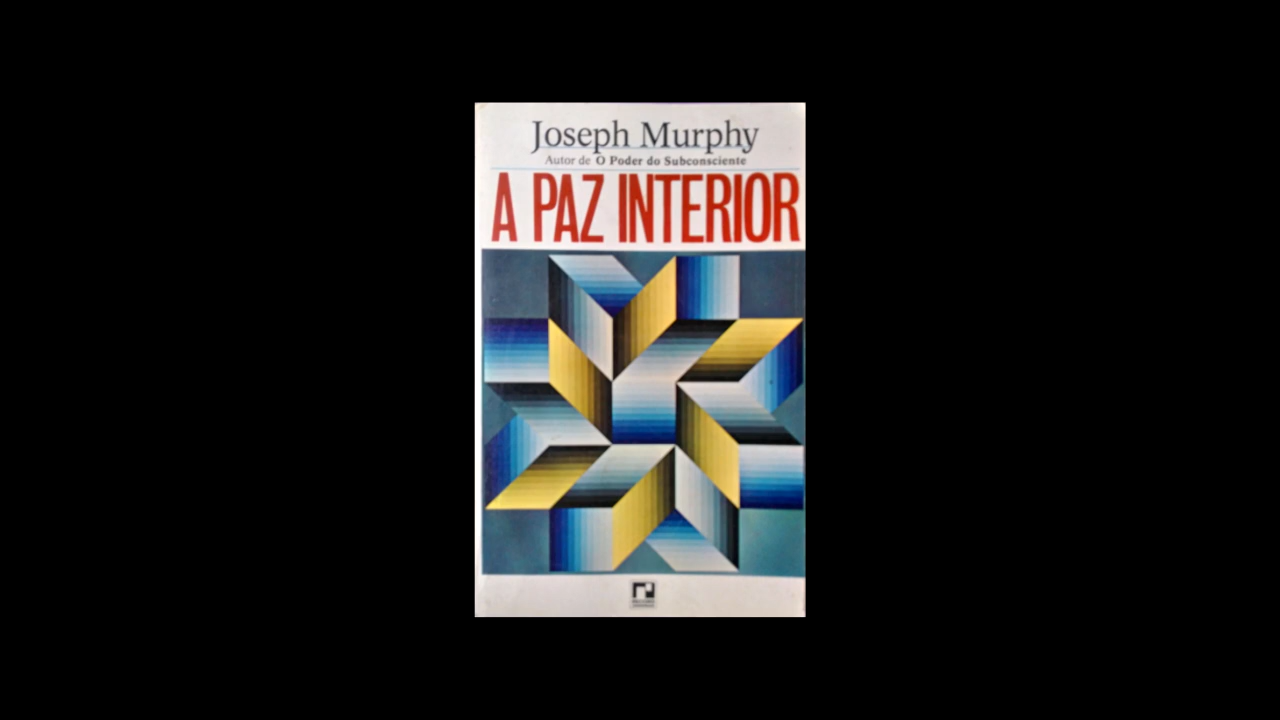 Joseph Murphy
Autor de O Poder do Subconsciente
A PAZ INTERIOR